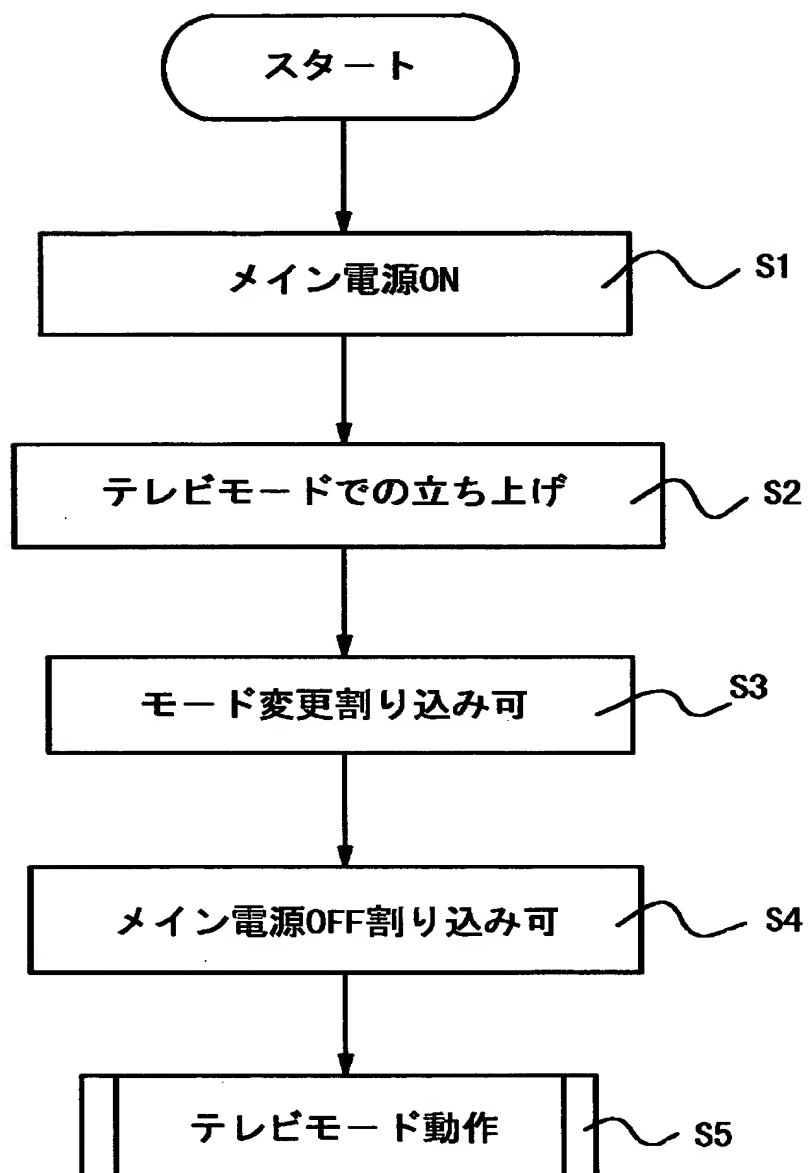 スタート
メイン電源ON
S1
テレビモードでの立ち上げ
S2
モード変更割り込み可
S3
メイン電源OFF割り込み可
S4
テレビモード動作
S5